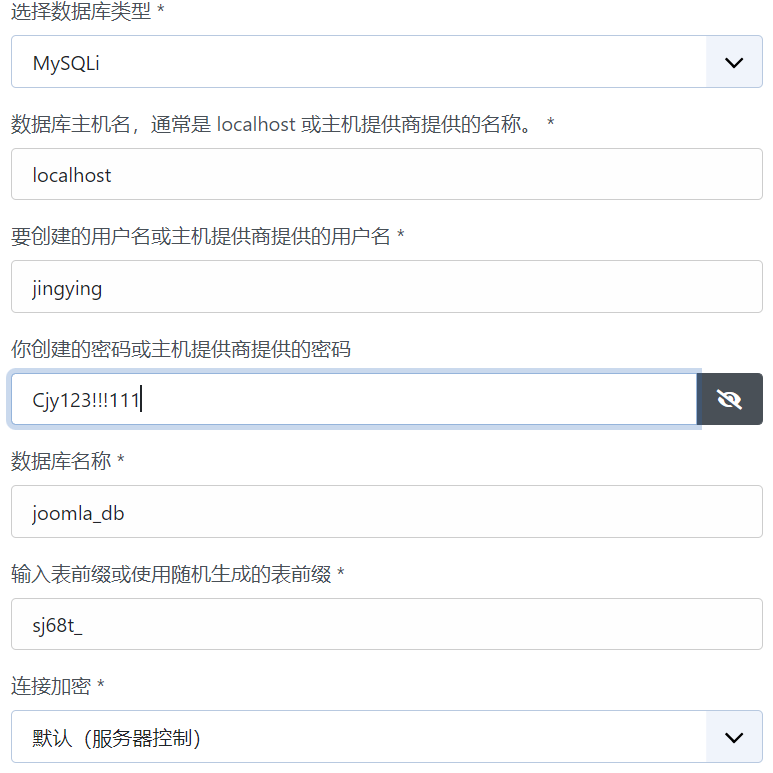 选择数据库类型 *
MySQLi
数据库主机名，通常是 localhost 或主机提供商提供的名称。 *
localhost
要创建的用户名或主机提供商提供的用户名 *
jingying
你创建的密码或主机提供商提供的密码
Cjy123!!!111
数据库名称 *
joomla_db
输入表前缀或使用随机生成的表前缀 *
sj68t_
连接加密 *
默认（服务器控制）